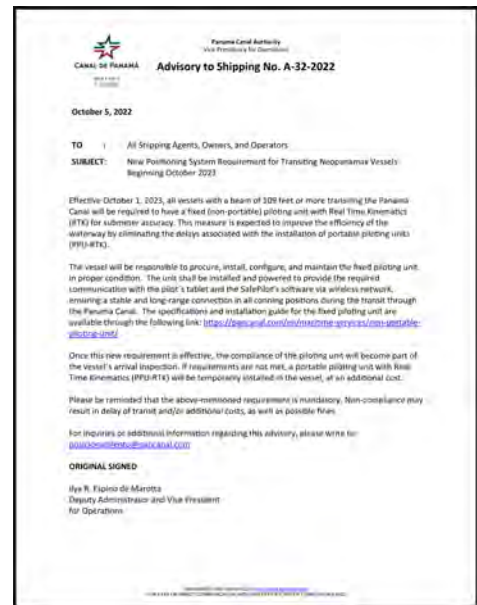 Panama Canal Authority
Vice Presidency for Operations
CANAL DE PANAMÁ
Advisory to Shipping No. A-32-2022
October 5, 2022
TO : All Shipping Agents, Owners, and Operators
SUBJECT: New Positioning System Requirement for Transiting Neopanamax Vessels
Beginning October 2023
Effective October 1, 2023, all vessels with a beam of 109 feet or more transiting the Panama
Canal will be required to have a fixed (non-portable) piloting unit with Real Time Kinematics
(RTK) for submeter accuracy. This measure is expected to improve the efficiency of the
waterway by eliminating the delays associated with the installation of portable piloting units
(PPU-RTK).
The vessel will be responsible to procure, install, configure, and maintain the fixed piloting unit
in proper condition. The unit shall be installed and powered to provide the required
communication with the pilot's tablet and the SafePilot's software via wireless network,
ensuring a stable and long-range connection in all conning positions during the transit through
the Panama Canal. The specifications and installation guide for the fixed piloting unit are
available through the following link: https://pancanal.com/en/maritime-services/non-portable-
piloting-unit/
Once this new requirement is effective, the compliance of the piloting unit will become part of
the vessel's arrival inspection. If requirements are not met, a portable piloting unit with Real
Time Kinematics (PPU-RTK) will be temporarily installed in the vessel, at an additional cost.
Please be reminded that the above-mentioned requirement is mandatory. Non-compliance may
result in delay of transit and/or additional costs, as well as possible fines.
For inquiries or additional information regarding this advisory, please write to:
ORIGINAL SIGNED
Ilya R. Espino de Marotta
Deputy Administrator and Vice President
for Operations